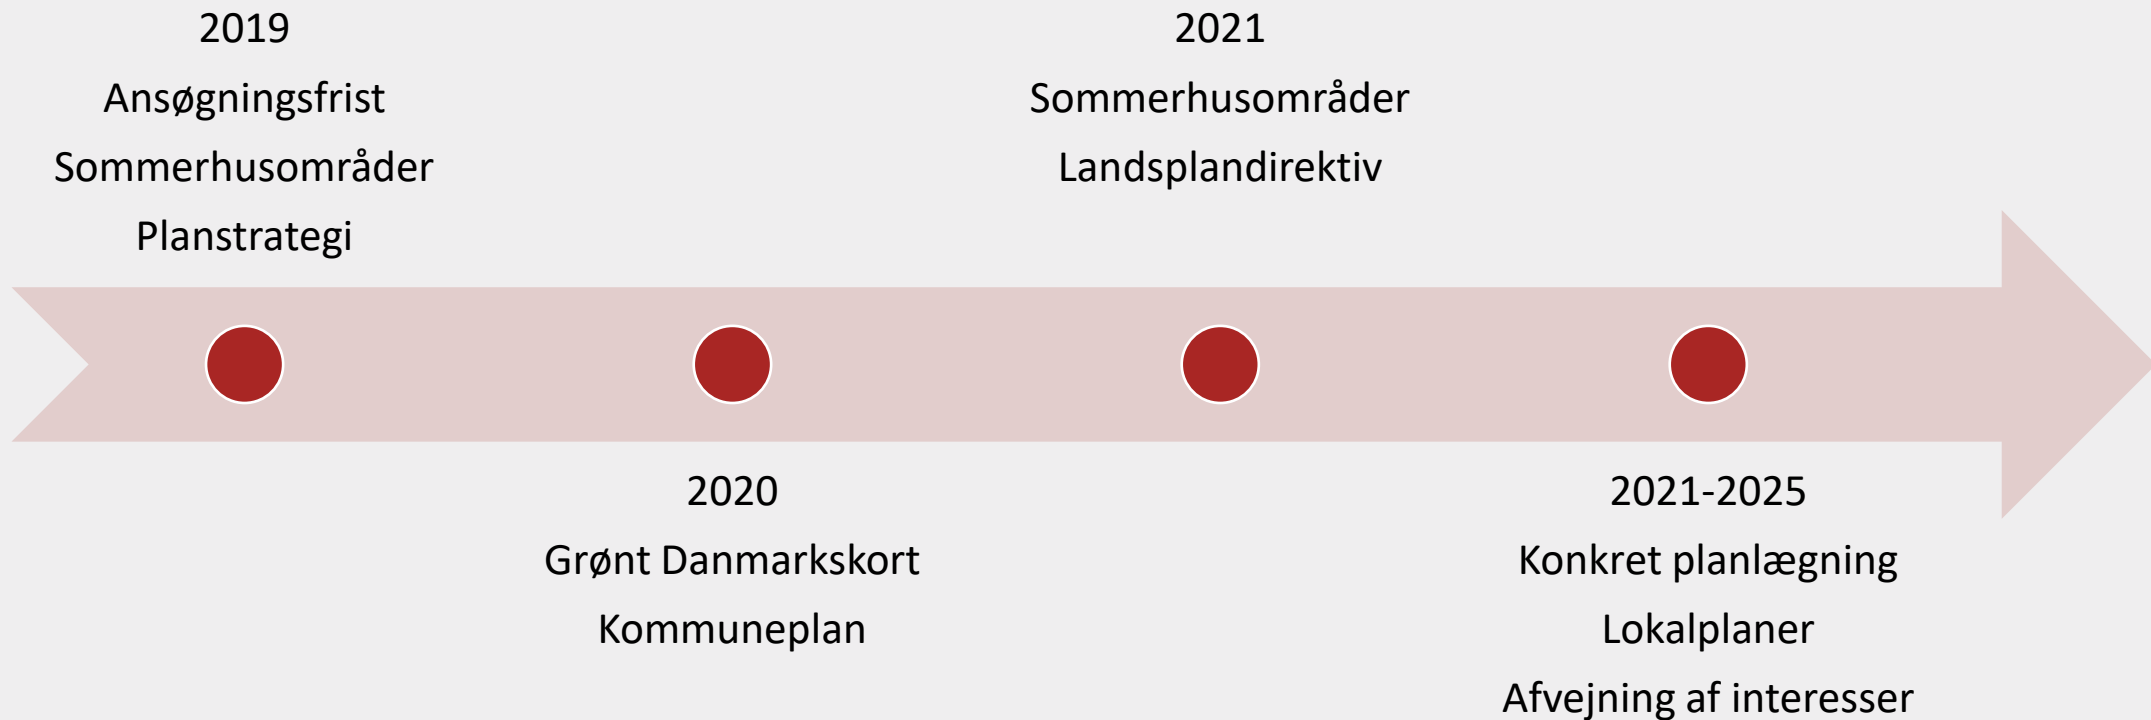 2019
Ansøgningsfrist
Sommerhusområder
Planstrategi
2020
Grønt Danmarkskort
Kommuneplan
2021
Sommerhusområder
Landsplandirektiv
2021-2025
Konkret planlægning
Lokalplaner
Afvejning af interesser